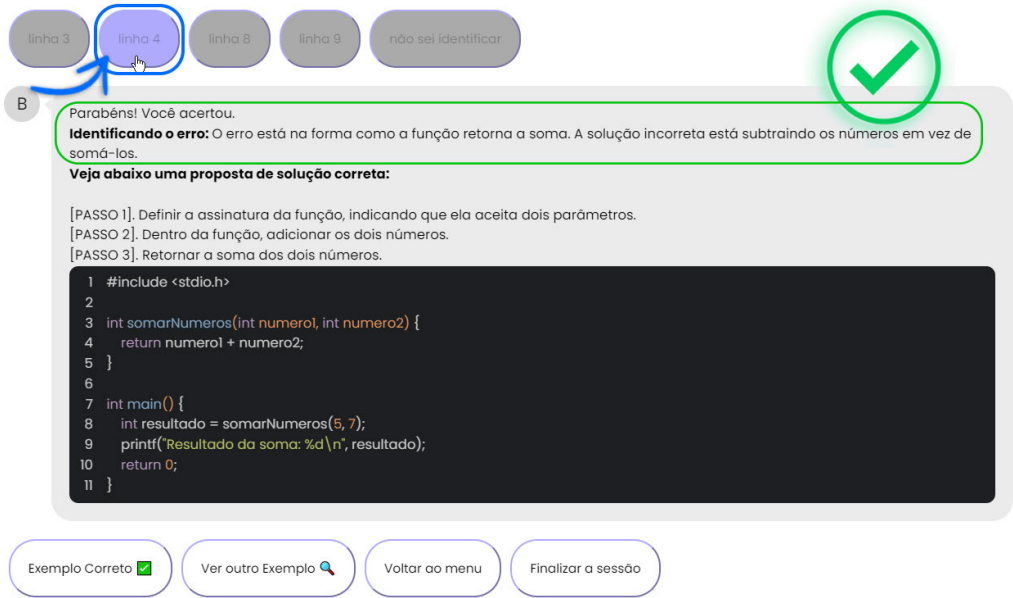 linha 3 linha 4 linha 8 linha 9 não sei identificar
B
Parabéns! Você acertou.
Identificando o erro: O erro está na forma como a função retorna a soma. A solução incorreta está subtraindo os números em vez de
somá-los.
Veja abaixo uma proposta de solução correta:
[PASSO 1]. Definir a assinatura da função, indicando que ela aceita dois parâmetros.
[PASSO 2]. Dentro da função, adicionar os dois números.
[PASSO 3]. Retornar a soma dos dois números.
1 #include <stdio.h>
2
3 int somarNumeros(int numero1, int numero2) {
4 return numero1 + numero2;
5 }
6
7 int main() {
8 int resultado = somarNumeros(5, 7);
9 printf("Resultado da soma: %d\n", resultado);
10 return 0;
11 }
Exemplo Correto ✅ Ver outro Exemplo 🔍 Voltar ao menu Finalizar a sessão